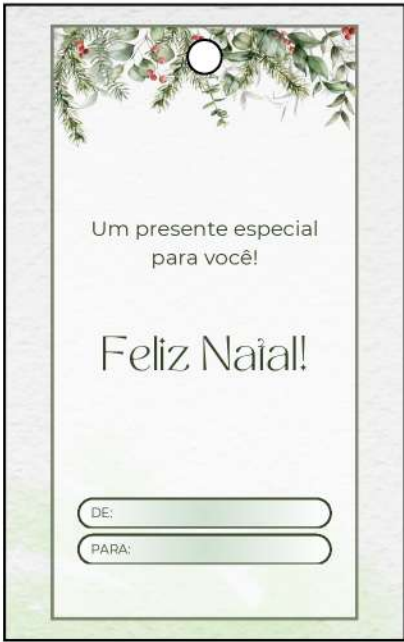 Um presente especial
para você!
Feliz Natal!
DE:
PARA: